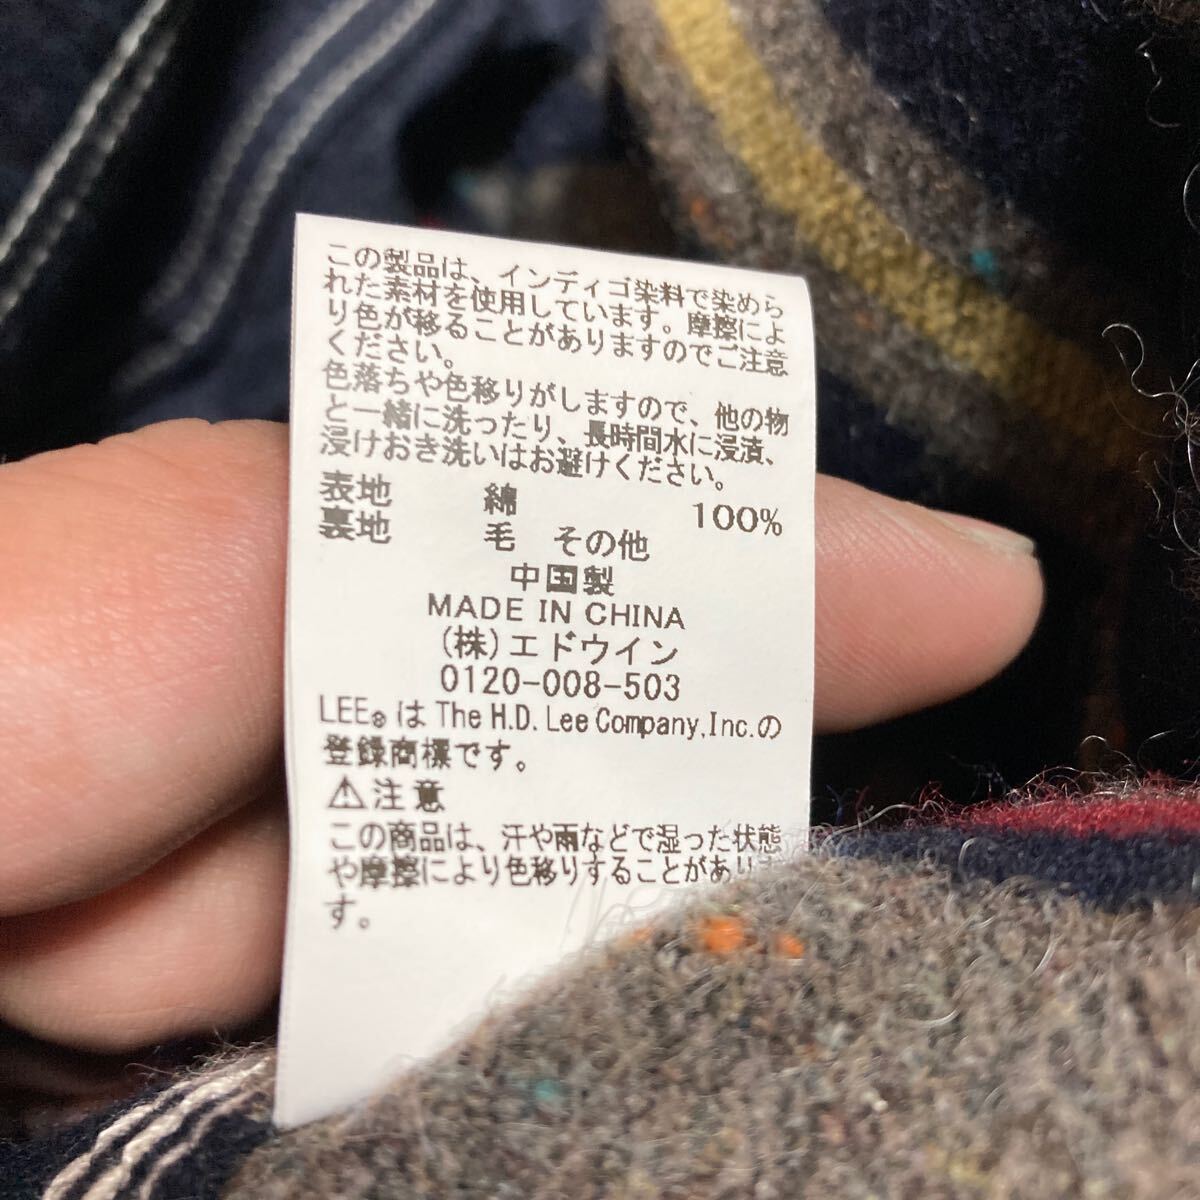 この製品は、インディゴ染料で染めら
れた素材を使用しています。摩擦によ
り色が移ることがありますのでご注意
ください。
色落ちや色移りがしますので、他の物
と一緒に洗ったり、長時間水に浸漬、
浸けおき洗いはお避けください。
表地 綿 100%
裏地 毛 その他
中国製
MADE IN CHINA
(株)エドウイン
0120-008-503
LEE®は The H.D. Lee Company,Inc.の
登録商標です。
⚠注意
この商品は、汗や雨などで湿った状態
や摩擦により色移りすることがありま
す。